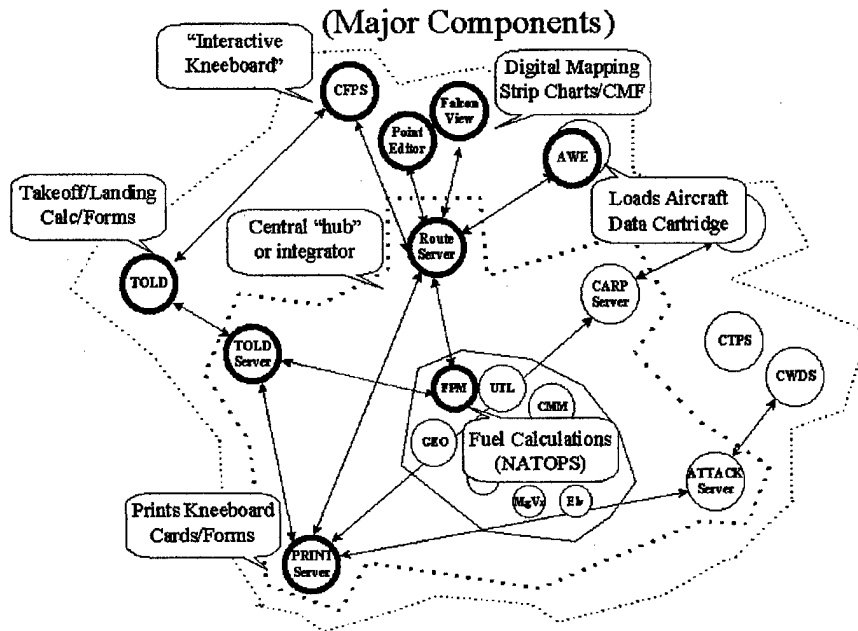 (Major Components)
“Interactive
Kneeboard”
CFPS
Falcon
View
Digital Mapping
Strip Charts/CMF
Point
Editor
AWE
Takeoff/Landing
Calc/Forms
Loads Aircraft
Data Cartridge
Central “hub”
or integrator
Route
Server
TOLD
CARP
Server
TOLD
Server
CTPS
CWDS
FPM
UTL
CMM
GEO
Fuel Calculations
(NATOPS)
ATTACK
Server
MgVz
Prints Kneeboard
Cards/Forms
PRINT
Server